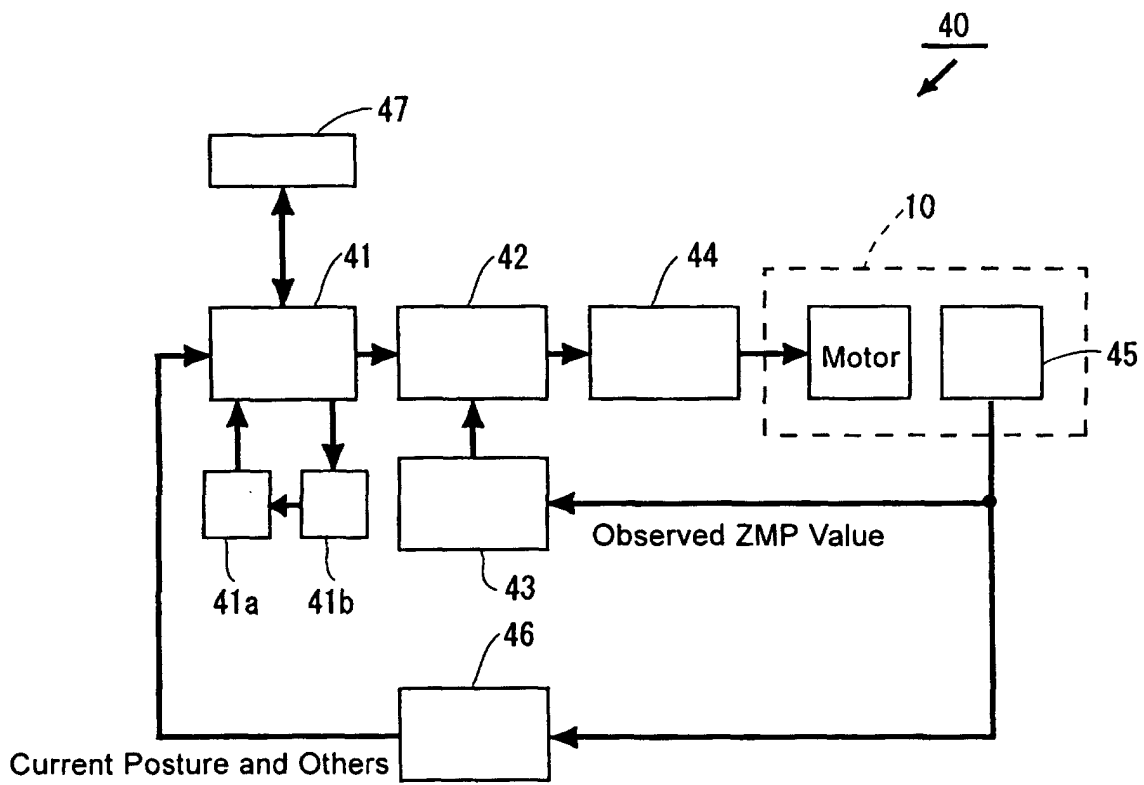 40
47
10
41
42
44
Motor
45
Observed ZMP Value
41a
41b
43
46
Current Posture and Others